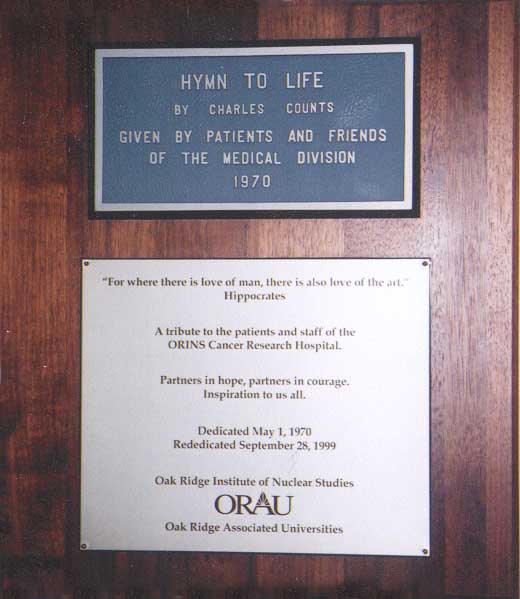 HYMN TO LIFE
BY CHARLES COUNTS
GIVEN BY PATIENTS AND FRIENDS
OF THE MEDICAL DIVISION
1970
“For where there is love of man, there is also love of the art.”
Hippocrates
A tribute to the patients and staff of the
ORINS Cancer Research Hospital.
Partners in hope, partners in courage.
Inspiration to us all.
Dedicated May 1, 1970
Rededicated September 28, 1999
Oak Ridge Institute of Nuclear Studies
ORAU
Oak Ridge Associated Universities